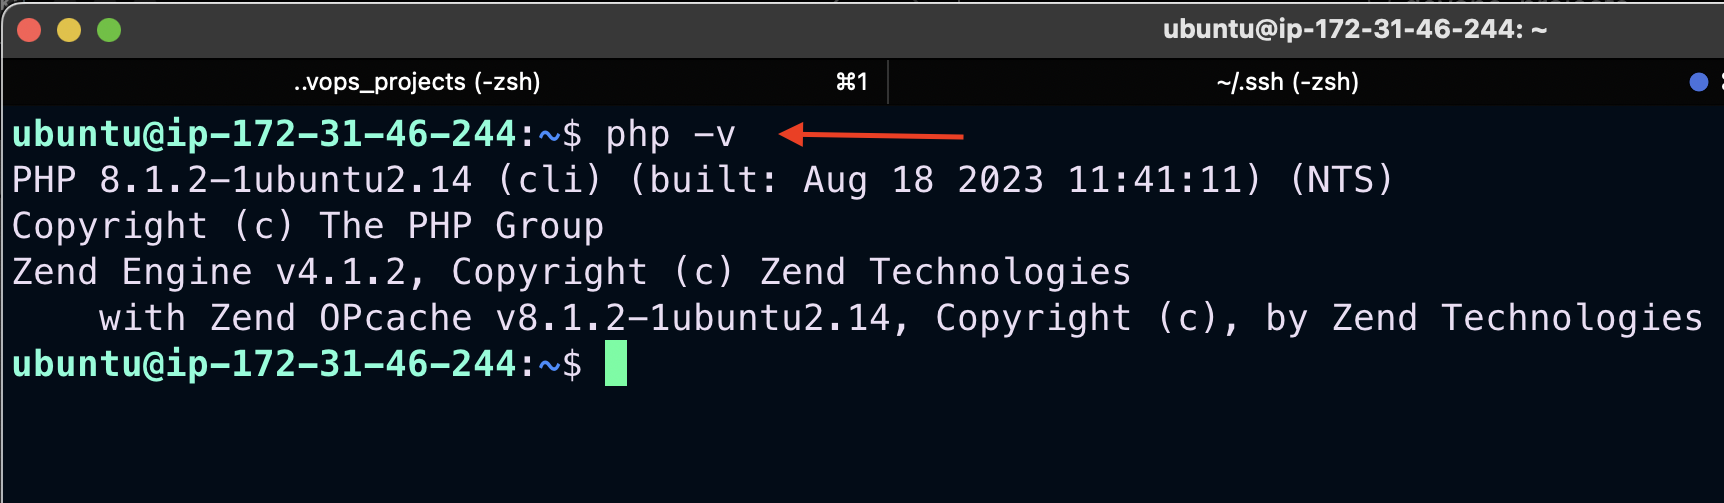 ubuntu@ip-172-31-46-244: ~
..vops_projects (-zsh) ⌘1 ~/.ssh (-zsh)
ubuntu@ip-172-31-46-244:~$ php -v
PHP 8.1.2-1ubuntu2.14 (cli) (built: Aug 18 2023 11:41:11) (NTS)
Copyright (c) The PHP Group
Zend Engine v4.1.2, Copyright (c) Zend Technologies
    with Zend OPcache v8.1.2-1ubuntu2.14, Copyright (c), by Zend Technologies
ubuntu@ip-172-31-46-244:~$